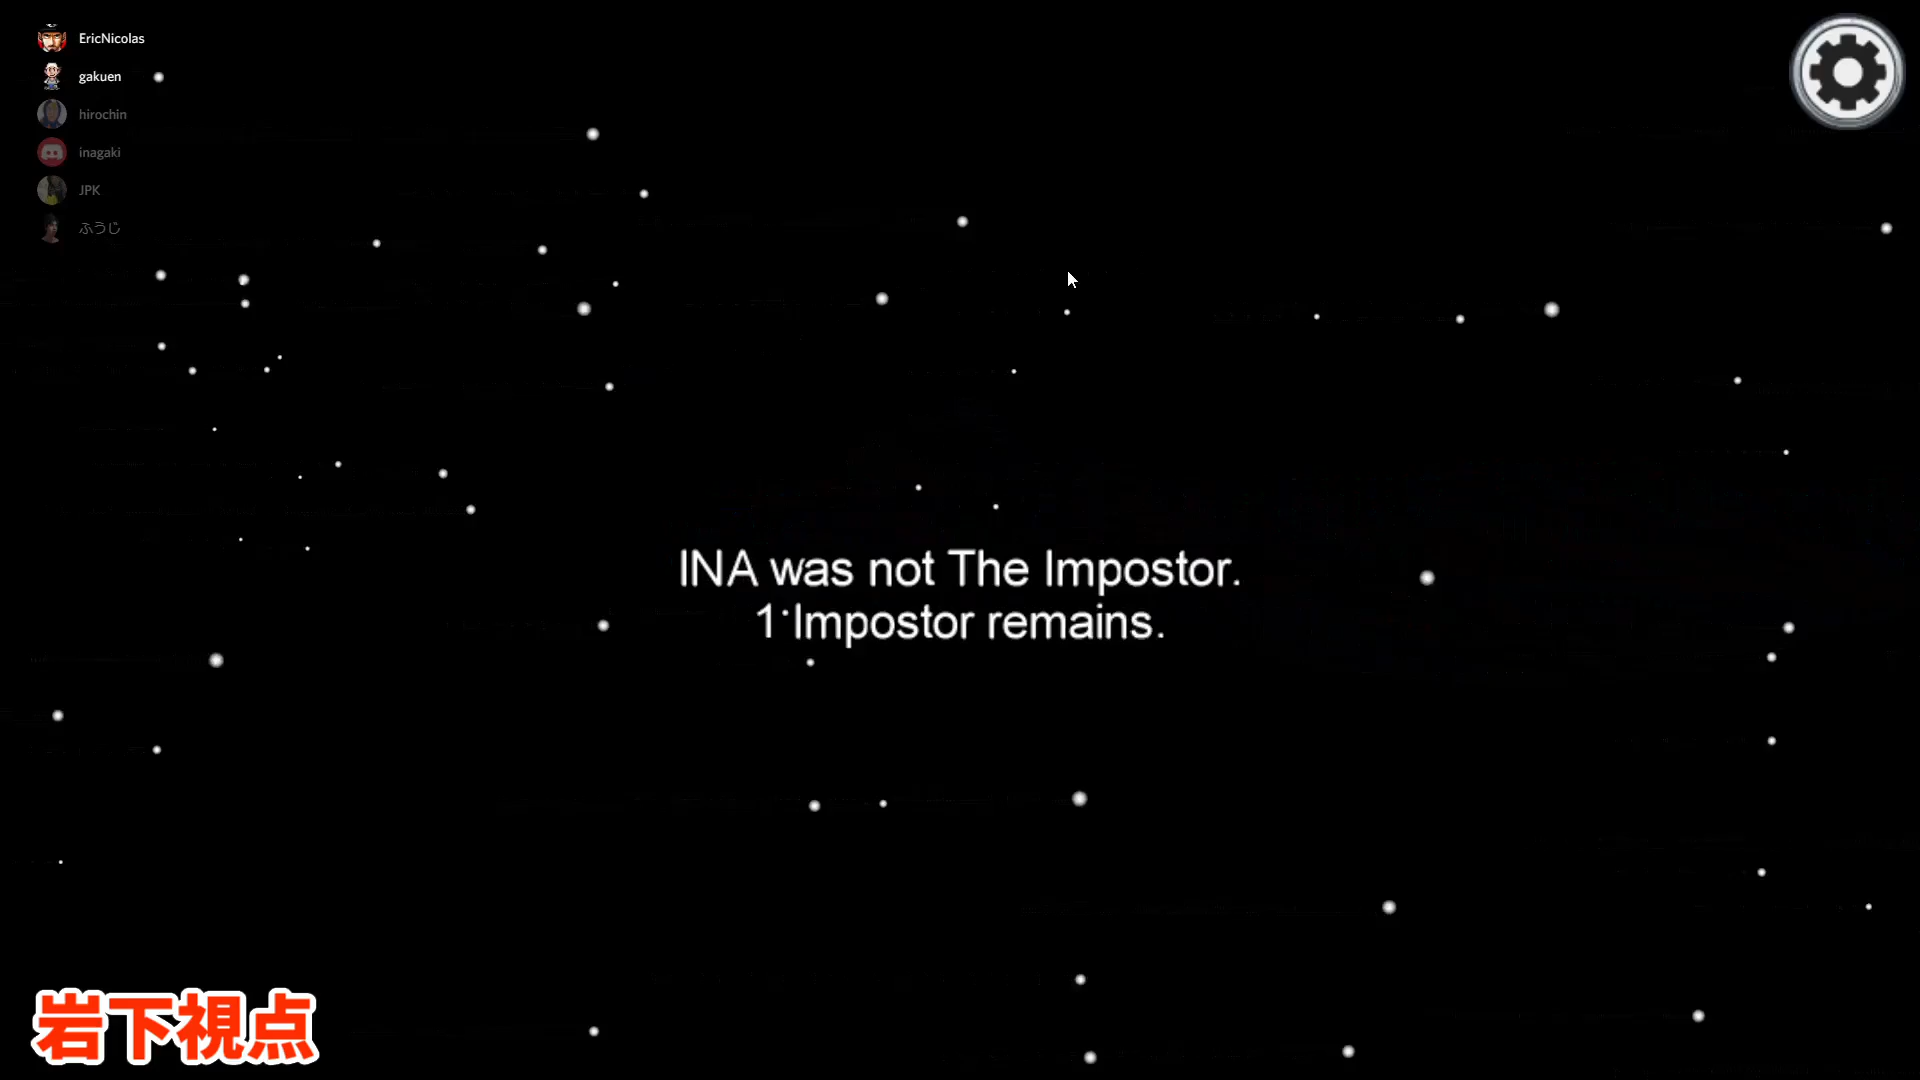 EricNicolas
gakuen
hirochin
inagaki
JPK
ふうじ
INA was not The Impostor.
1 Impostor remains.
岩下視点